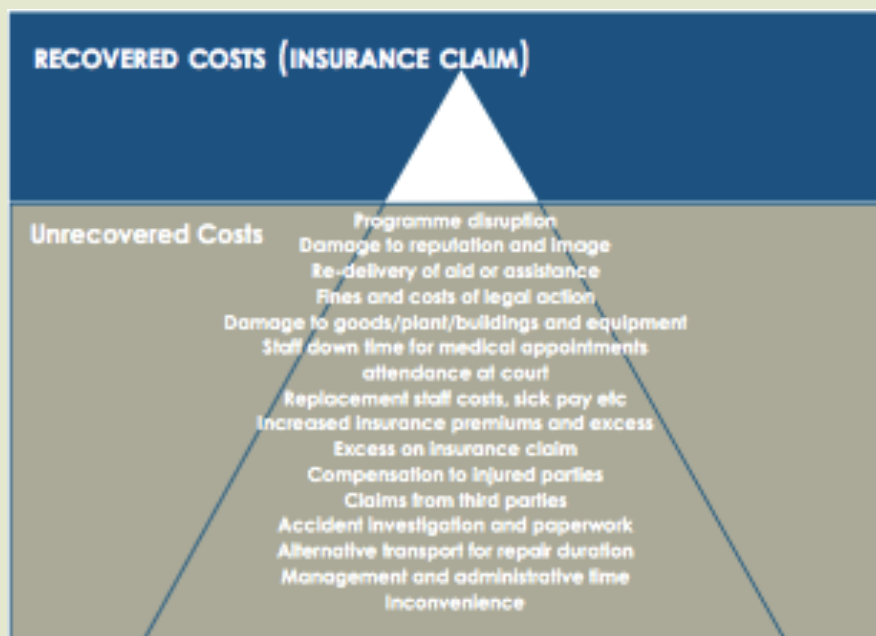 RECOVERED COSTS (INSURANCE CLAIM)
Unrecovered Costs
Programme disruption
Damage to reputation and image
Re-delivery of aid or assistance
Fines and costs of legal action
Damage to goods/plant/buildings and equipment
Staff down time for medical appointments
attendance at court
Replacement staff costs, sick pay etc
Increased insurance premiums and excess
Excess on insurance claim
Compensation to injured parties
Claims from third parties
Accident investigation and paperwork
Alternative transport for repair duration
Management and administrative time
Inconvenience